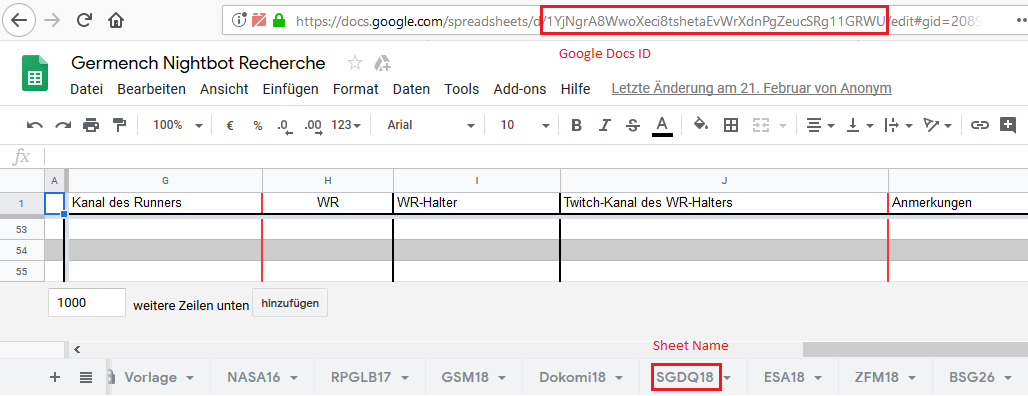 https://docs.google.com/spreadsheets/d/1YjNgrA8WwoXeci8tshetaEvWrXdnPgZeucSRg11GRWU/edit#gid=2089
Google Docs ID
Germench Nightbot Recherche
Datei Bearbeiten Ansicht Einfügen Format Daten Tools Add-ons Hilfe Letzte Änderung am 21. Februar von Anonym
100% € % .0 .00 123 Arial 10 B I S A
fx
A G H I J
1 Kanal des Runners WR WR-Halter Twitch-Kanal des WR-Halters Anmerkungen
53
54
55
1000 weitere Zeilen unten hinzufügen
Sheet Name
Vorlage NASA16 RPGLB17 GSM18 Dokomi18 SGDQ18 ESA18 ZFM18 BSG26